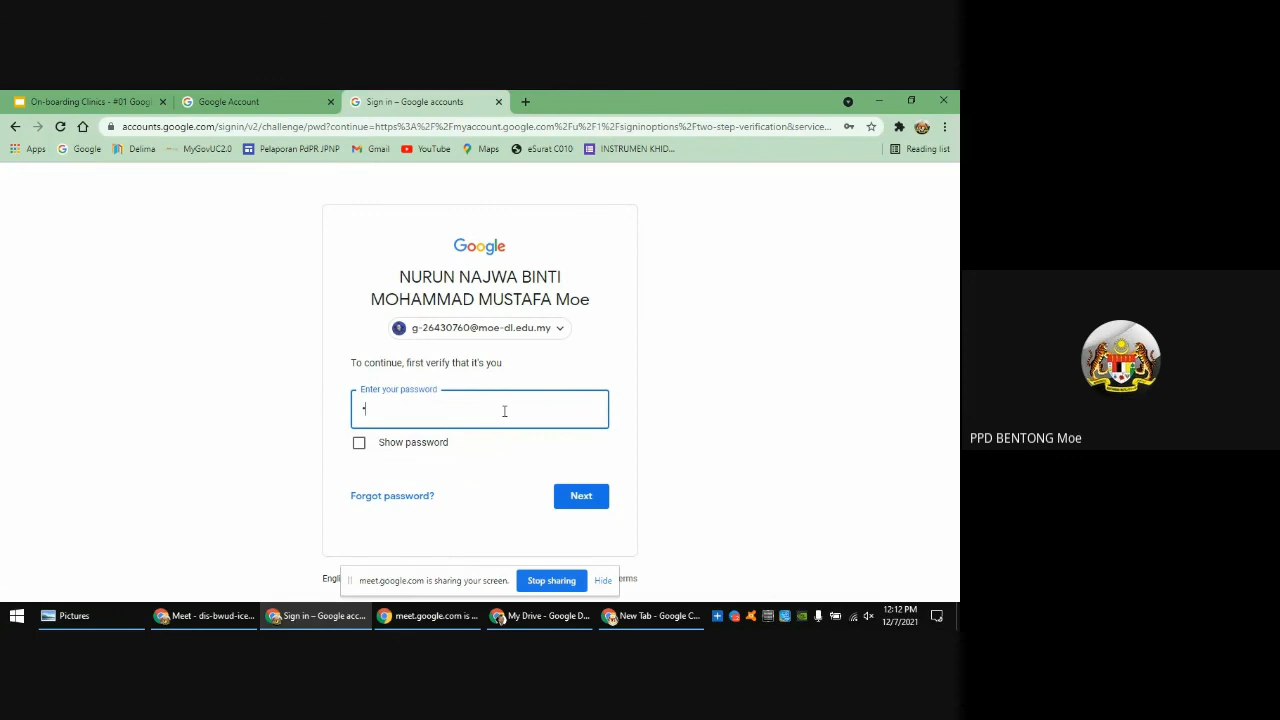 On-boarding Clinics - #01 Googl
Google Account
Sign in – Google accounts
accounts.google.com/signin/v2/challenge/pwd?continue=https%3A%2F%2Fmyaccount.google.com%2Fu%2F1%2Fsigninoptions%2Ftwo-step-verification&service...
Apps
Google
Delima
MyGovUC2.0
Pelaporan PdPR JPNP
Gmail
YouTube
Maps
eSurat C010
INSTRUMEN KHID...
Reading list
Google
NURUN NAJWA BINTI
MOHAMMAD MUSTAFA Moe
g-26430760@moe-dl.edu.my
To continue, first verify that it's you
Enter your password
Show password
Forgot password?
Next
meet.google.com is sharing your screen.
Stop sharing
Hide
PPD BENTONG Moe
Pictures
Meet - dis-bwud-ice...
Sign in – Google acc...
meet.google.com is ...
My Drive - Google D...
New Tab - Google C...
12:12 PM
12/7/2021